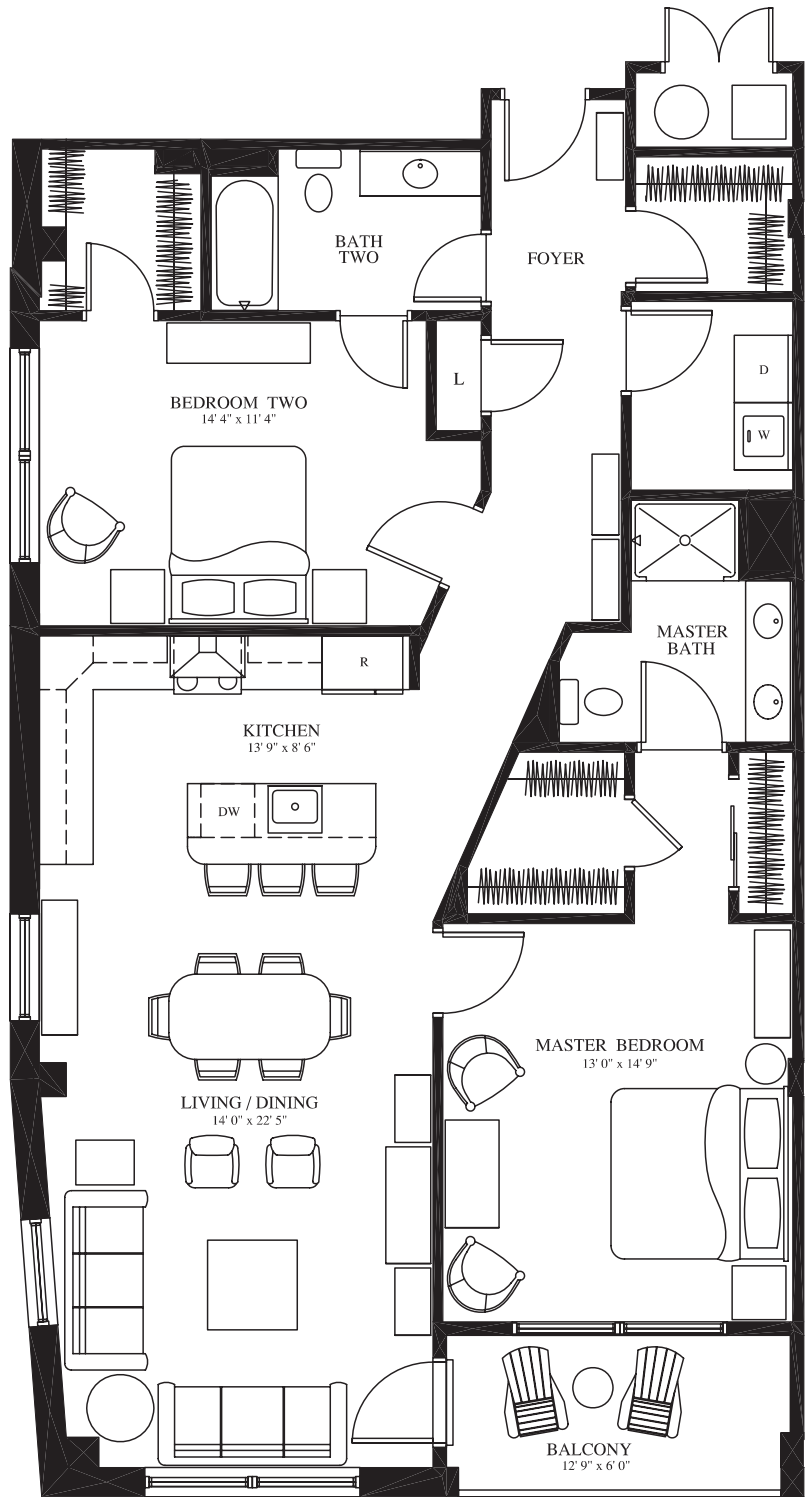 BATH
TWO
FOYER
L
D
W
BEDROOM TWO
14' 4" x 11' 4"
R
MASTER
BATH
KITCHEN
13' 9" x 8' 6"
DW
MASTER BEDROOM
13' 0" x 14' 9"
LIVING / DINING
14' 0" x 22' 5"
BALCONY
12' 9" x 6' 0"